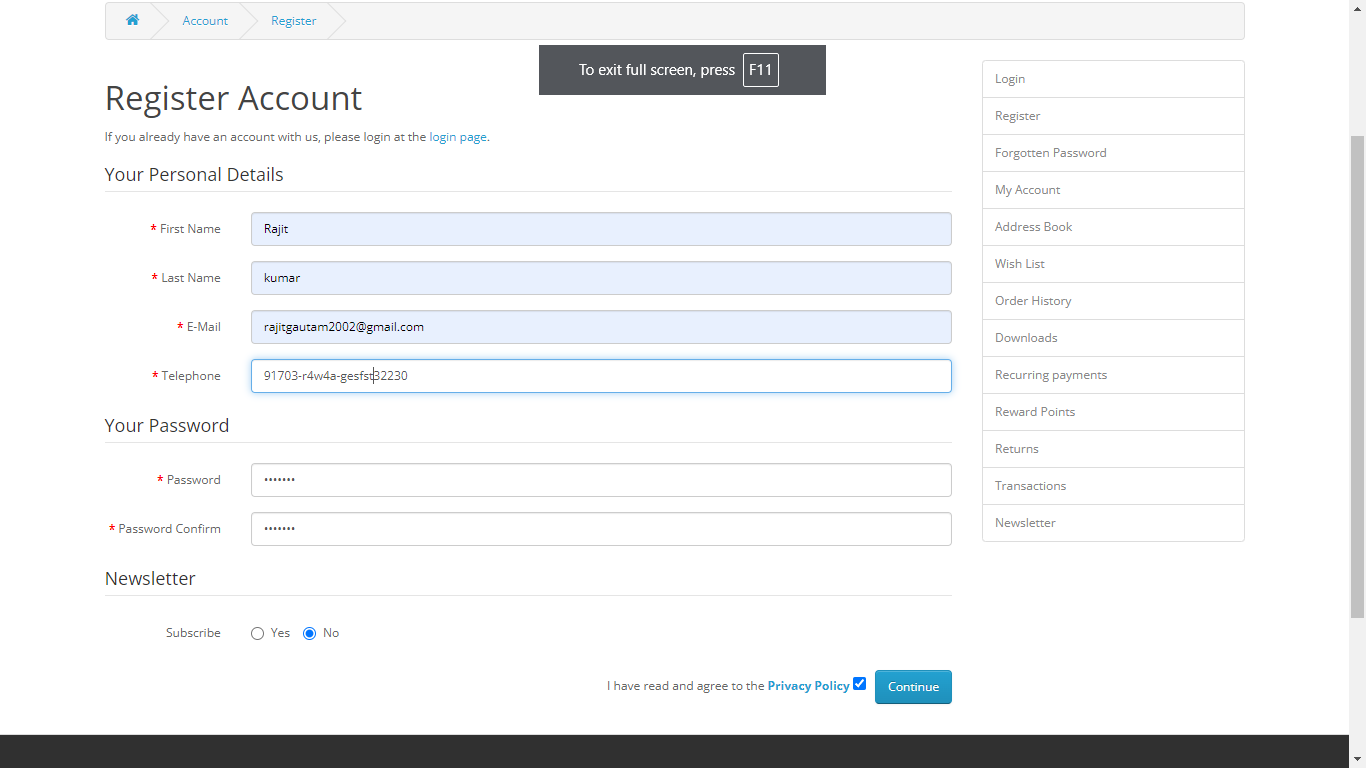 Account Register
To exit full screen, press F11
Register Account
If you already have an account with us, please login at the login page.
Your Personal Details
* First Name Rajit
* Last Name kumar
* E-Mail rajitgautam2002@gmail.com
* Telephone 91703-r4w4a-gesfst32230
Your Password
* Password •••••••
* Password Confirm •••••••
Newsletter
Subscribe Yes No
I have read and agree to the Privacy Policy Continue
Login
Register
Forgotten Password
My Account
Address Book
Wish List
Order History
Downloads
Recurring payments
Reward Points
Returns
Transactions
Newsletter